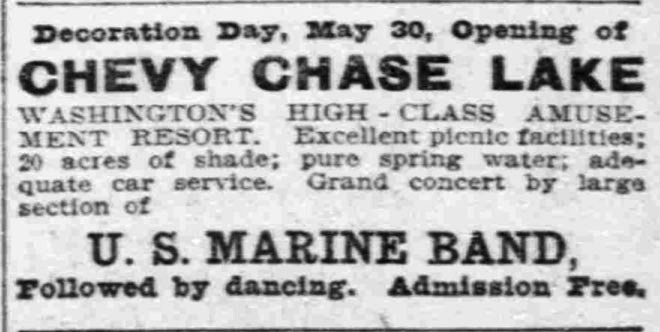 Decoration Day, May 30, Opening of
CHEVY CHASE LAKE
WASHINGTON'S HIGH-CLASS AMUSE-
MENT RESORT. Excellent picnic facilities;
20 acres of shade; pure spring water; ade-
quate car service. Grand concert by large
section of
U. S. MARINE BAND,
Followed by dancing. Admission Free.